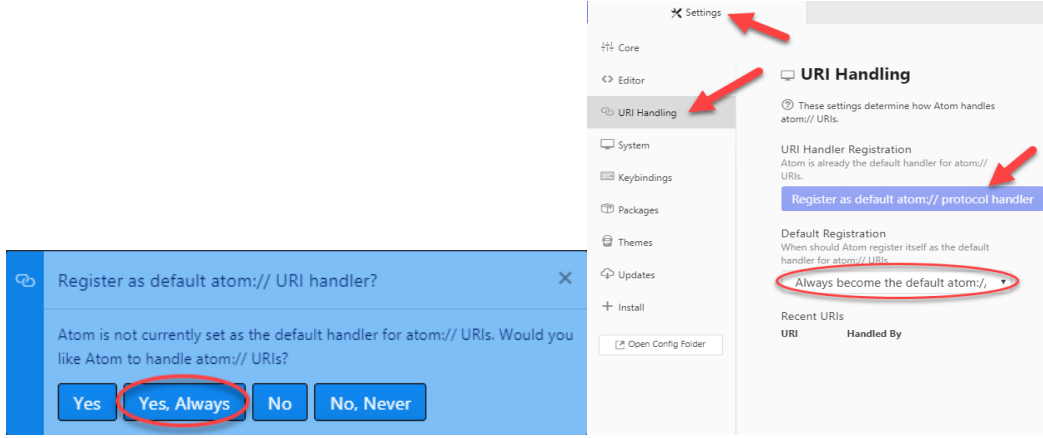 Register as default atom:// URI handler?
Atom is not currently set as the default handler for atom:// URIs. Would you
like Atom to handle atom:// URIs?
Yes
Yes, Always
No
No, Never
Settings
Core
Editor
URI Handling
System
Keybindings
Packages
Themes
Updates
Install
Open Config Folder
URI Handling
These settings determine how Atom handles
atom:// URIs.
URI Handler Registration
Atom is already the default handler for atom://
URIs.
Register as default atom:// protocol handler
Default Registration
When should Atom register itself as the default
handler for atom:// URIs
Always become the default atom:/
Recent URIs
URI Handled By